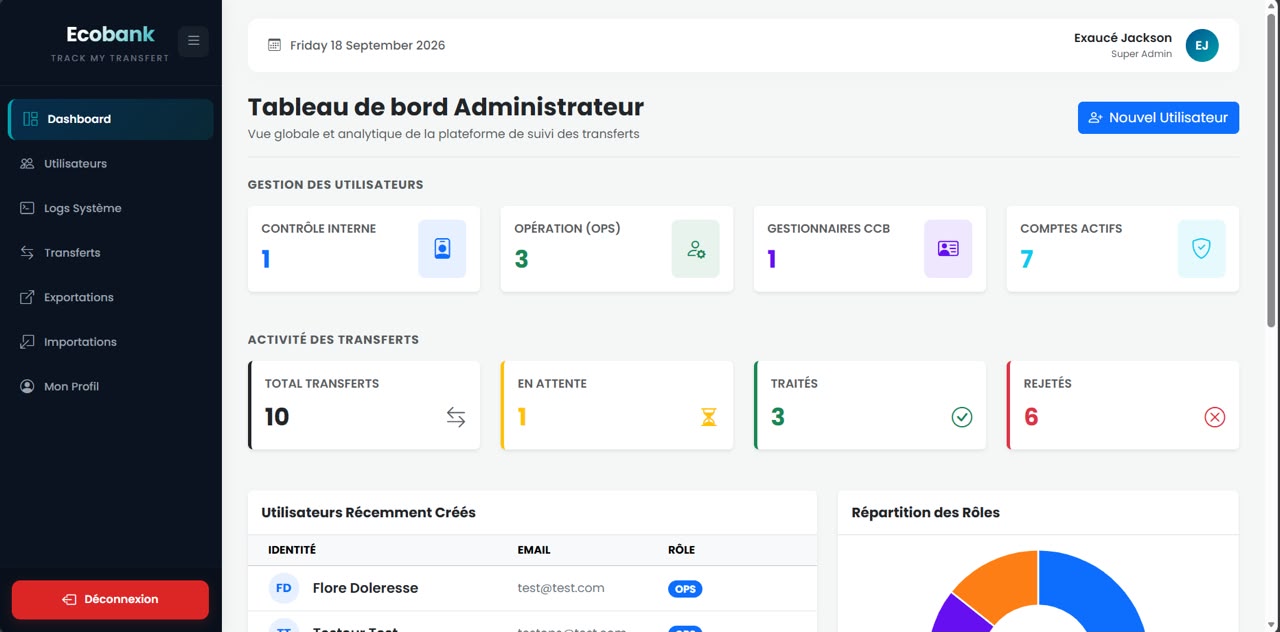 Ecobank
TRACK MY TRANSFERT
Dashboard
Utilisateurs
Logs Système
Transferts
Exportations
Importations
Mon Profil
Déconnexion
Friday 18 September 2026
Exaucé Jackson
Super Admin
EJ
Tableau de bord Administrateur
Vue globale et analytique de la plateforme de suivi des transferts
Nouvel Utilisateur
GESTION DES UTILISATEURS
CONTRÔLE INTERNE
1
OPÉRATION (OPS)
3
GESTIONNAIRES CCB
1
COMPTES ACTIFS
7
ACTIVITÉ DES TRANSFERTS
TOTAL TRANSFERTS
10
EN ATTENTE
1
TRAITÉS
3
REJETÉS
6
Utilisateurs Récemment Créés
IDENTITÉ EMAIL RÔLE
FD Flore Doleresse test@test.com OPS
Répartition des Rôles